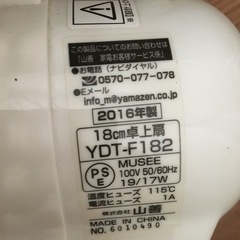 この製品についてのお問い合わせは
「山善 家電お客様サービス係」
●お電話(ナビダイヤル)
0570-077-078
●Eメール
info_m@yamazen.co.jp
2016年製
18cm卓上扇
YDT-F182
MUSEE
PS E
100V 50/60Hz
19/17W
温度ヒューズ 115℃
電流ヒューズ 1A
株式会社 山善
MADE IN CHINA
NO. 6010490